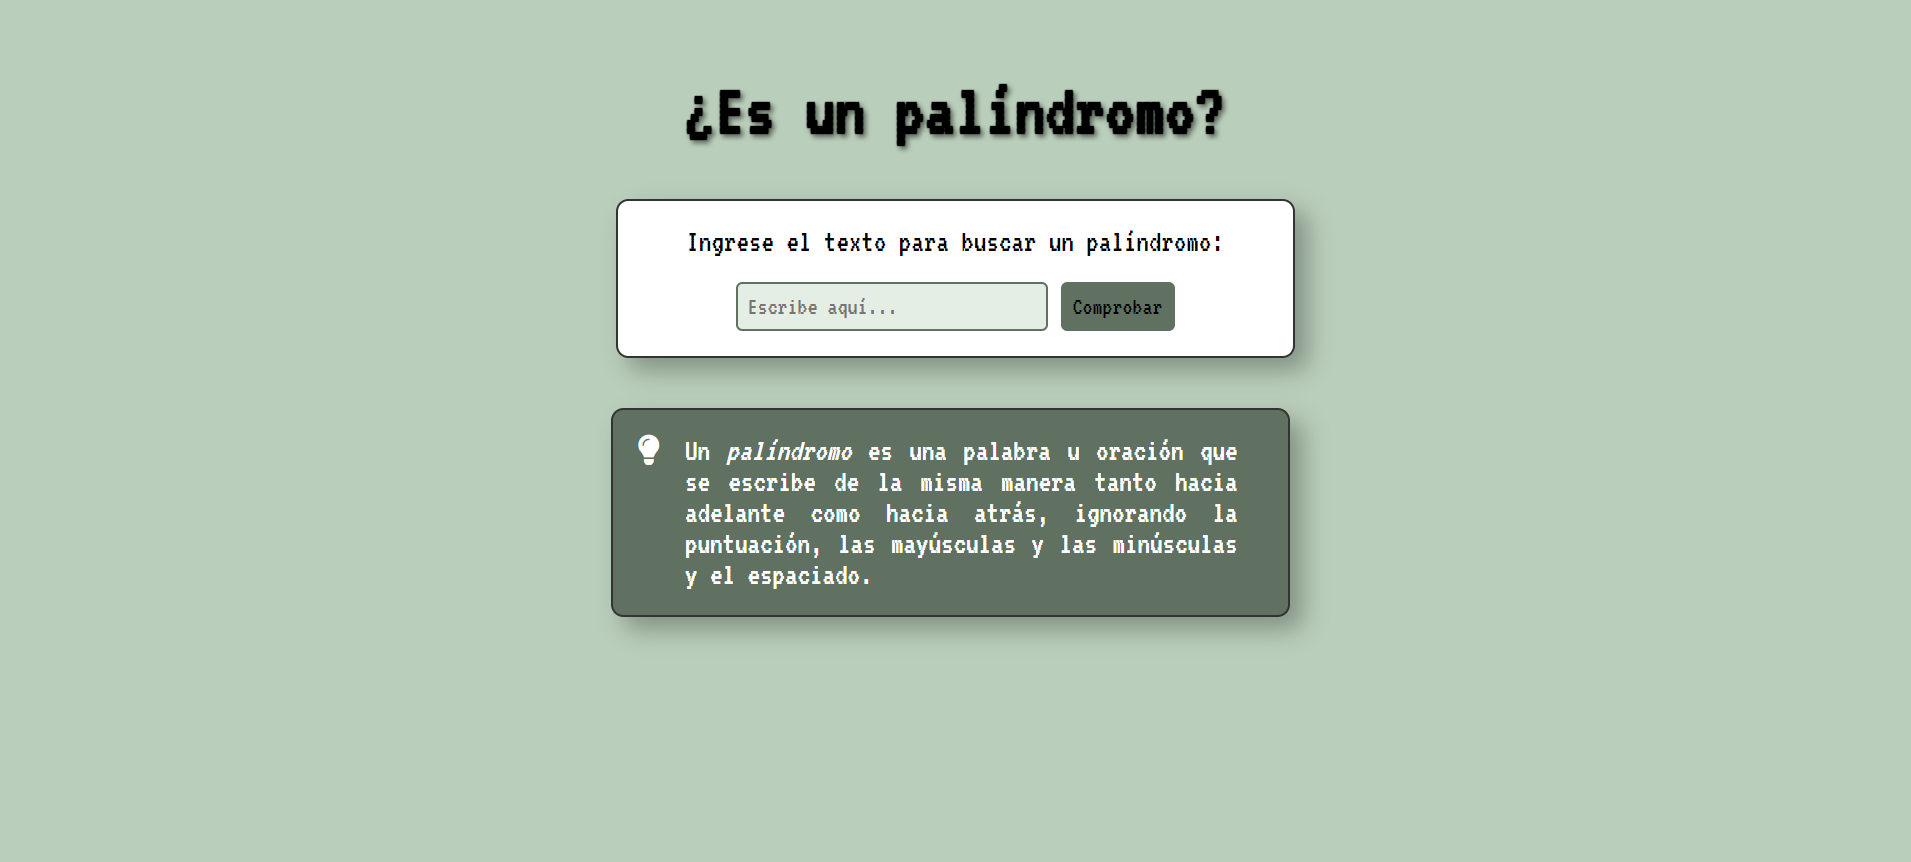 ¿Es un palíndromo?
Ingrese el texto para buscar un palíndromo:
Escribe aquí...
Comprobar
Un palíndromo es una palabra u oración que
se escribe de la misma manera tanto hacia
adelante como hacia atrás, ignorando la
puntuación, las mayúsculas y las minúsculas
y el espaciado.